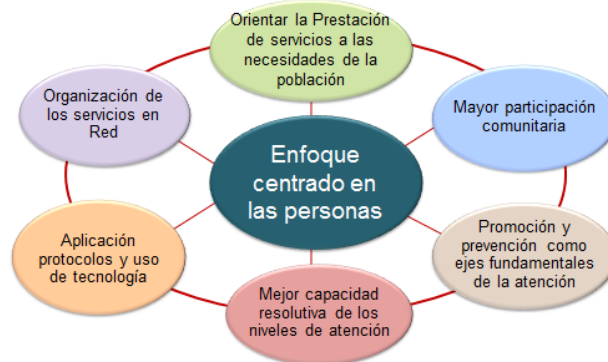 Orientar la Prestación
de servicios a las
necesidades de la
población
Organización de
los servicios en
Red
Mayor participación
comunitaria
Enfoque
centrado en
las personas
Aplicación
protocolos y uso
de tecnología
Promoción y
prevención como
ejes fundamentales
de la atención
Mejor capacidad
resolutiva de los
niveles de atención